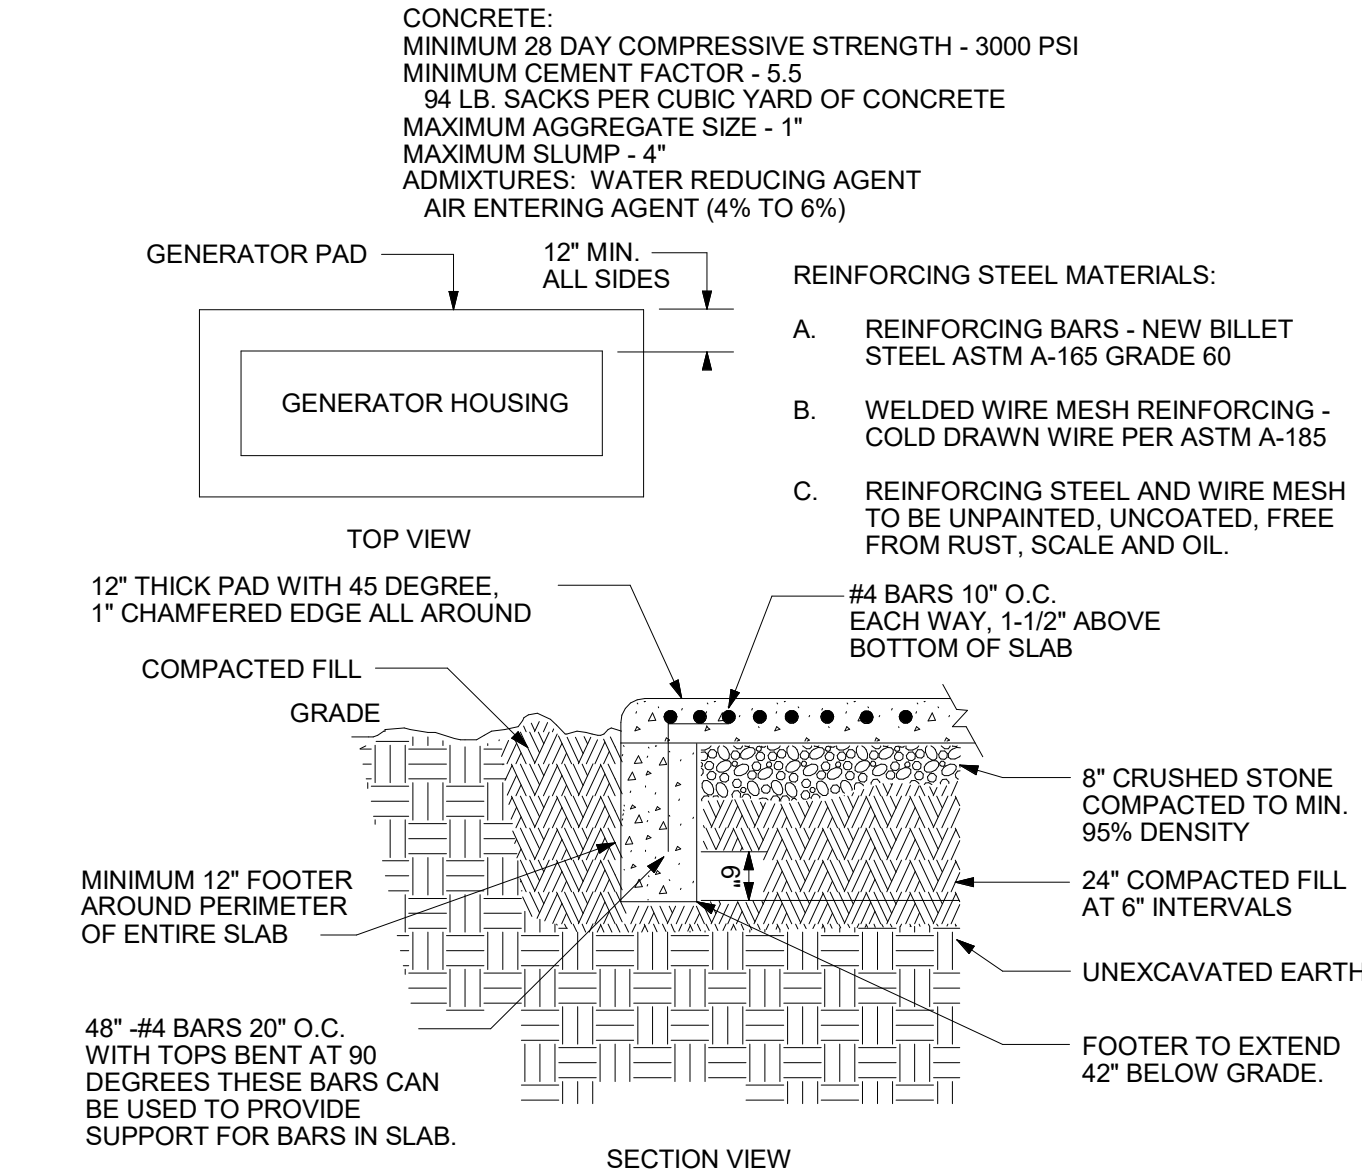 CONCRETE:
MINIMUM 28 DAY COMPRESSIVE STRENGTH - 3000 PSI
MINIMUM CEMENT FACTOR - 5.5
94 LB. SACKS PER CUBIC YARD OF CONCRETE
MAXIMUM AGGREGATE SIZE - 1"
MAXIMUM SLUMP - 4"
ADMIXTURES: WATER REDUCING AGENT
AIR ENTERING AGENT (4% TO 6%)
GENERATOR PAD
12" MIN.
ALL SIDES
GENERATOR HOUSING
TOP VIEW
REINFORCING STEEL MATERIALS:
A. REINFORCING BARS - NEW BILLET
STEEL ASTM A-165 GRADE 60
B. WELDED WIRE MESH REINFORCING -
COLD DRAWN WIRE PER ASTM A-185
C. REINFORCING STEEL AND WIRE MESH
TO BE UNPAINTED, UNCOATED, FREE
FROM RUST, SCALE AND OIL.
12" THICK PAD WITH 45 DEGREE,
1" CHAMFERED EDGE ALL AROUND
#4 BARS 10" O.C.
EACH WAY, 1-1/2" ABOVE
BOTTOM OF SLAB
COMPACTED FILL
GRADE
8" CRUSHED STONE
COMPACTED TO MIN.
95% DENSITY
6"
MINIMUM 12" FOOTER
AROUND PERIMETER
OF ENTIRE SLAB
24" COMPACTED FILL
AT 6" INTERVALS
UNEXCAVATED EARTH
48" -#4 BARS 20" O.C.
WITH TOPS BENT AT 90
DEGREES THESE BARS CAN
BE USED TO PROVIDE
SUPPORT FOR BARS IN SLAB.
FOOTER TO EXTEND
42" BELOW GRADE.
SECTION VIEW